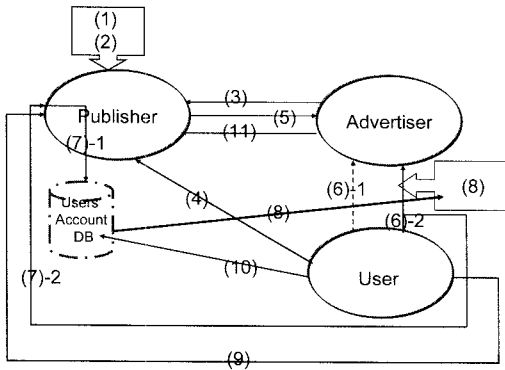 (1)
(2)
Publisher
(3)
(5)
(11)
Advertiser
(7)-1
Users
Account
DB
(4)
(8)
(6)-1
(8)
(6)-2
(7)-2
(10)
User
(9)